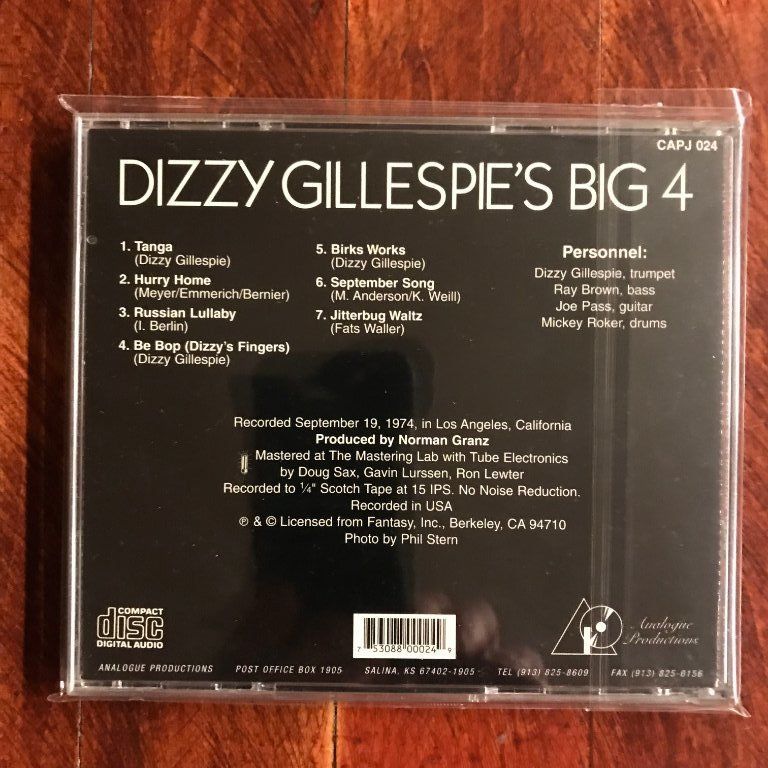 CAPJ 024
DIZZY GILLESPIE'S BIG 4
1. Tanga
(Dizzy Gillespie)
2. Hurry Home
(Meyer/Emmerich/Bernier)
3. Russian Lullaby
(I. Berlin)
4. Be Bop (Dizzy's Fingers)
(Dizzy Gillespie)
5. Birks Works
(Dizzy Gillespie)
6. September Song
(M. Anderson/K. Weill)
7. Jitterbug Waltz
(Fats Waller)
Personnel:
Dizzy Gillespie, trumpet
Ray Brown, bass
Joe Pass, guitar
Mickey Roker, drums
Recorded September 19, 1974, in Los Angeles, California
Produced by Norman Granz
Mastered at The Mastering Lab with Tube Electronics
by Doug Sax, Gavin Lurssen, Ron Lewter
Recorded to ¼" Scotch Tape at 15 IPS. No Noise Reduction.
Recorded in USA
℗ & © Licensed from Fantasy, Inc., Berkeley, CA 94710
Photo by Phil Stern
COMPACT
disc
DIGITAL AUDIO
7 53088 00024 9
Analogue
Productions
ANALOGUE PRODUCTIONS POST OFFICE BOX 1905 SALINA, KS 67402-1905 TEL (913) 825-8609 FAX (913) 825-0156